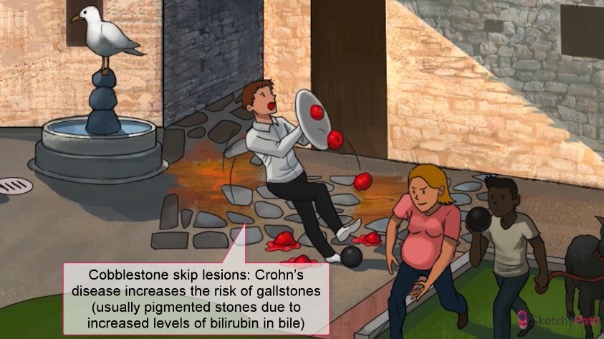 Cobblestone skip lesions: Crohn's
disease increases the risk of gallstones
(usually pigmented stones due to
increased levels of bilirubin in bile)
SketchyPath